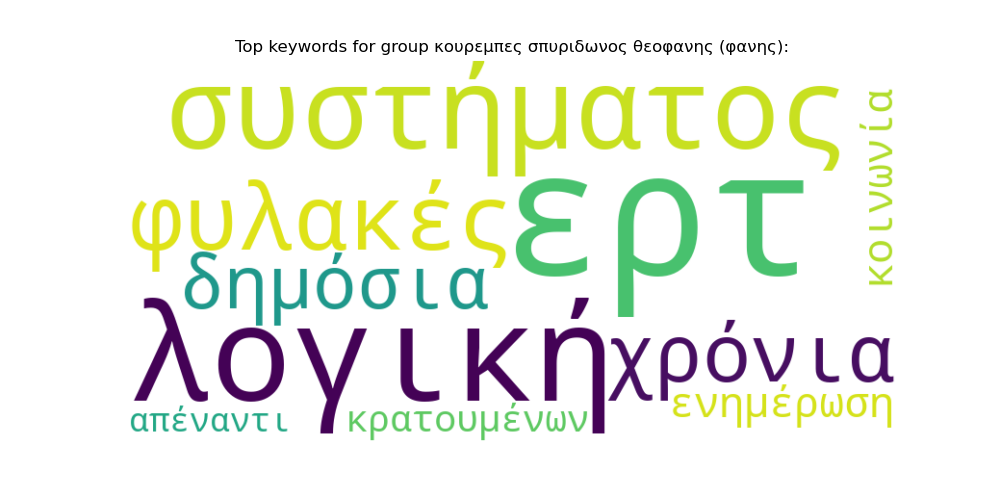 Top keywords for group κουρεμπες σπυριδωνος θεοφανης (φανης):
συστήματος
κοινωνία
φυλακές
ερτ
δημόσια
λογική
χρόνια
ενημέρωση
απέναντι
κρατουμένων